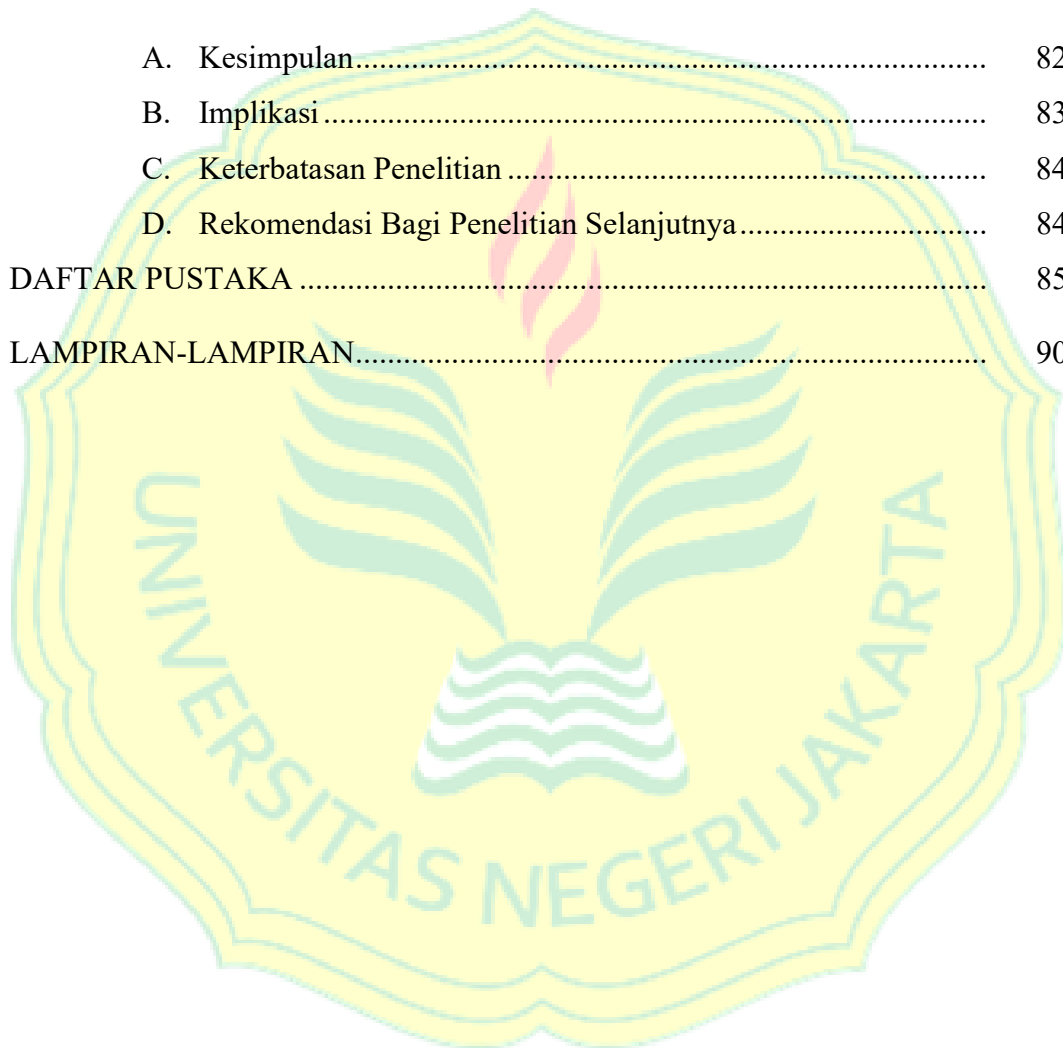 A. Kesimpulan.......................................................................................... 82
B. Implikasi.............................................................................................. 83
C. Keterbatasan Penelitian..................................................................... 84
D. Rekomendasi Bagi Penelitian Selanjutnya................................... 84
DAFTAR PUSTAKA.................................................................................................. 85
LAMPIRAN-LAMPIRAN.......................................................................................... 90
UNIVERSITAS NEGERI JAKARTA